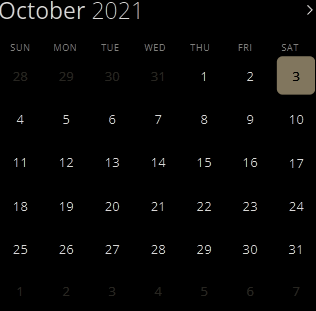 October 2021 >
SUN MON TUE WED THU FRI SAT
28 29 30 31 1 2 3
4 5 6 7 8 9 10
11 12 13 14 15 16 17
18 19 20 21 22 23 24
25 26 27 28 29 30 31
1 2 3 4 5 6 7